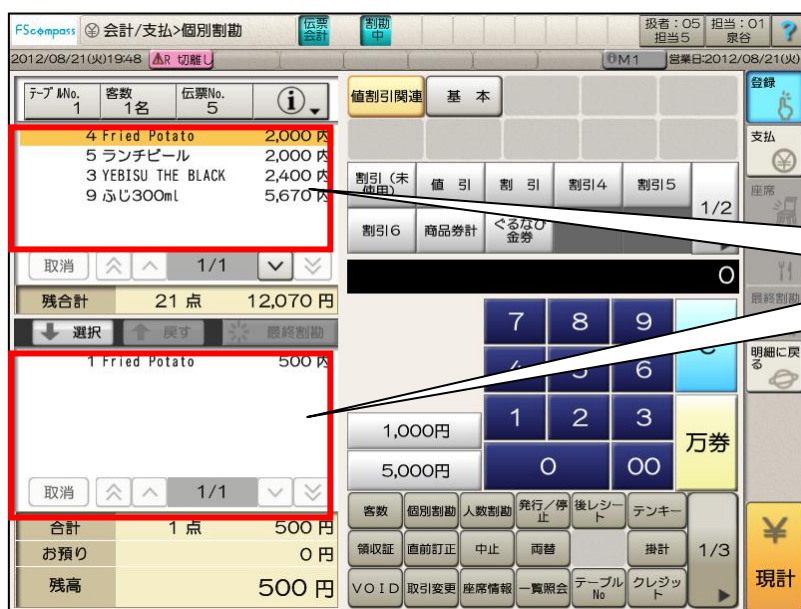 FScompass 会計/支払>個別割勘 伝票会計 割勘中 扱者:05 担当5 担当:01 泉谷 ?
2012/08/21(火)19:48 AR 切離し M1 営業日:2012/08/21(火)
テーブルNo. 1 客数 1名 伝票No. 5 i
4 Fried Potato 2,000 内
5 ランチビール 2,000 内
3 YEBISU THE BLACK 2,400 内
9 ふじ300ml 5,670 内
取消 1/1
残合計 21 点 12,070 円
選択 戻す 最終割勘
1 Fried Potato 500 内
取消 1/1
合計 1 点 500 円
お預り 0 円
残高 500 円
値割引関連 基 本
割引(未使用) 値 引 割 引 割引4 割引5
割引6 商品券計 ぐるなび金券 1/2
0
7 8 9
6
1 2 3
0 00
1,000円
5,000円
万券
客数 個別割勘 人数割勘 発行/停止 後レシート テンキー
領収証 直前訂正 中止 両替 掛計 1/3
VOID 取引変更 座席情報 一覧照会 テーブルNo クレジット
登録
支払
座席
最終割勘
明細に戻る
現計